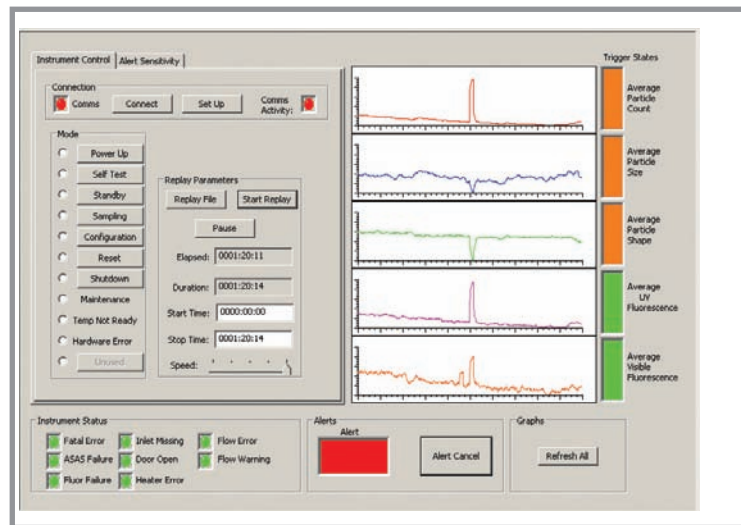 Instrument Control
Alert Sensitivity
Connection
Comms
Connect
Set Up
Comms Activity:
Mode
Power Up
Self Test
Standby
Sampling
Configuration
Reset
Shutdown
Maintenance
Temp Not Ready
Hardware Error
Unused
Replay Parameters
Replay File
Start Replay
Pause
Elapsed: 0001:20:11
Duration: 0001:20:14
Start Time: 0000:00:00
Stop Time: 0001:20:14
Speed:
Trigger States
Average
Particle
Count
Average
Particle
Size
Average
Particle
Shape
Average
UV
Fluorescence
Average
Visible
Fluorescence
Instrument Status
Fatal Error
Inlet Missing
Flow Error
ASAS Failure
Door Open
Flow Warning
Fluor Failure
Heater Error
Alerts
Alert
Alert Cancel
Graphs
Refresh All